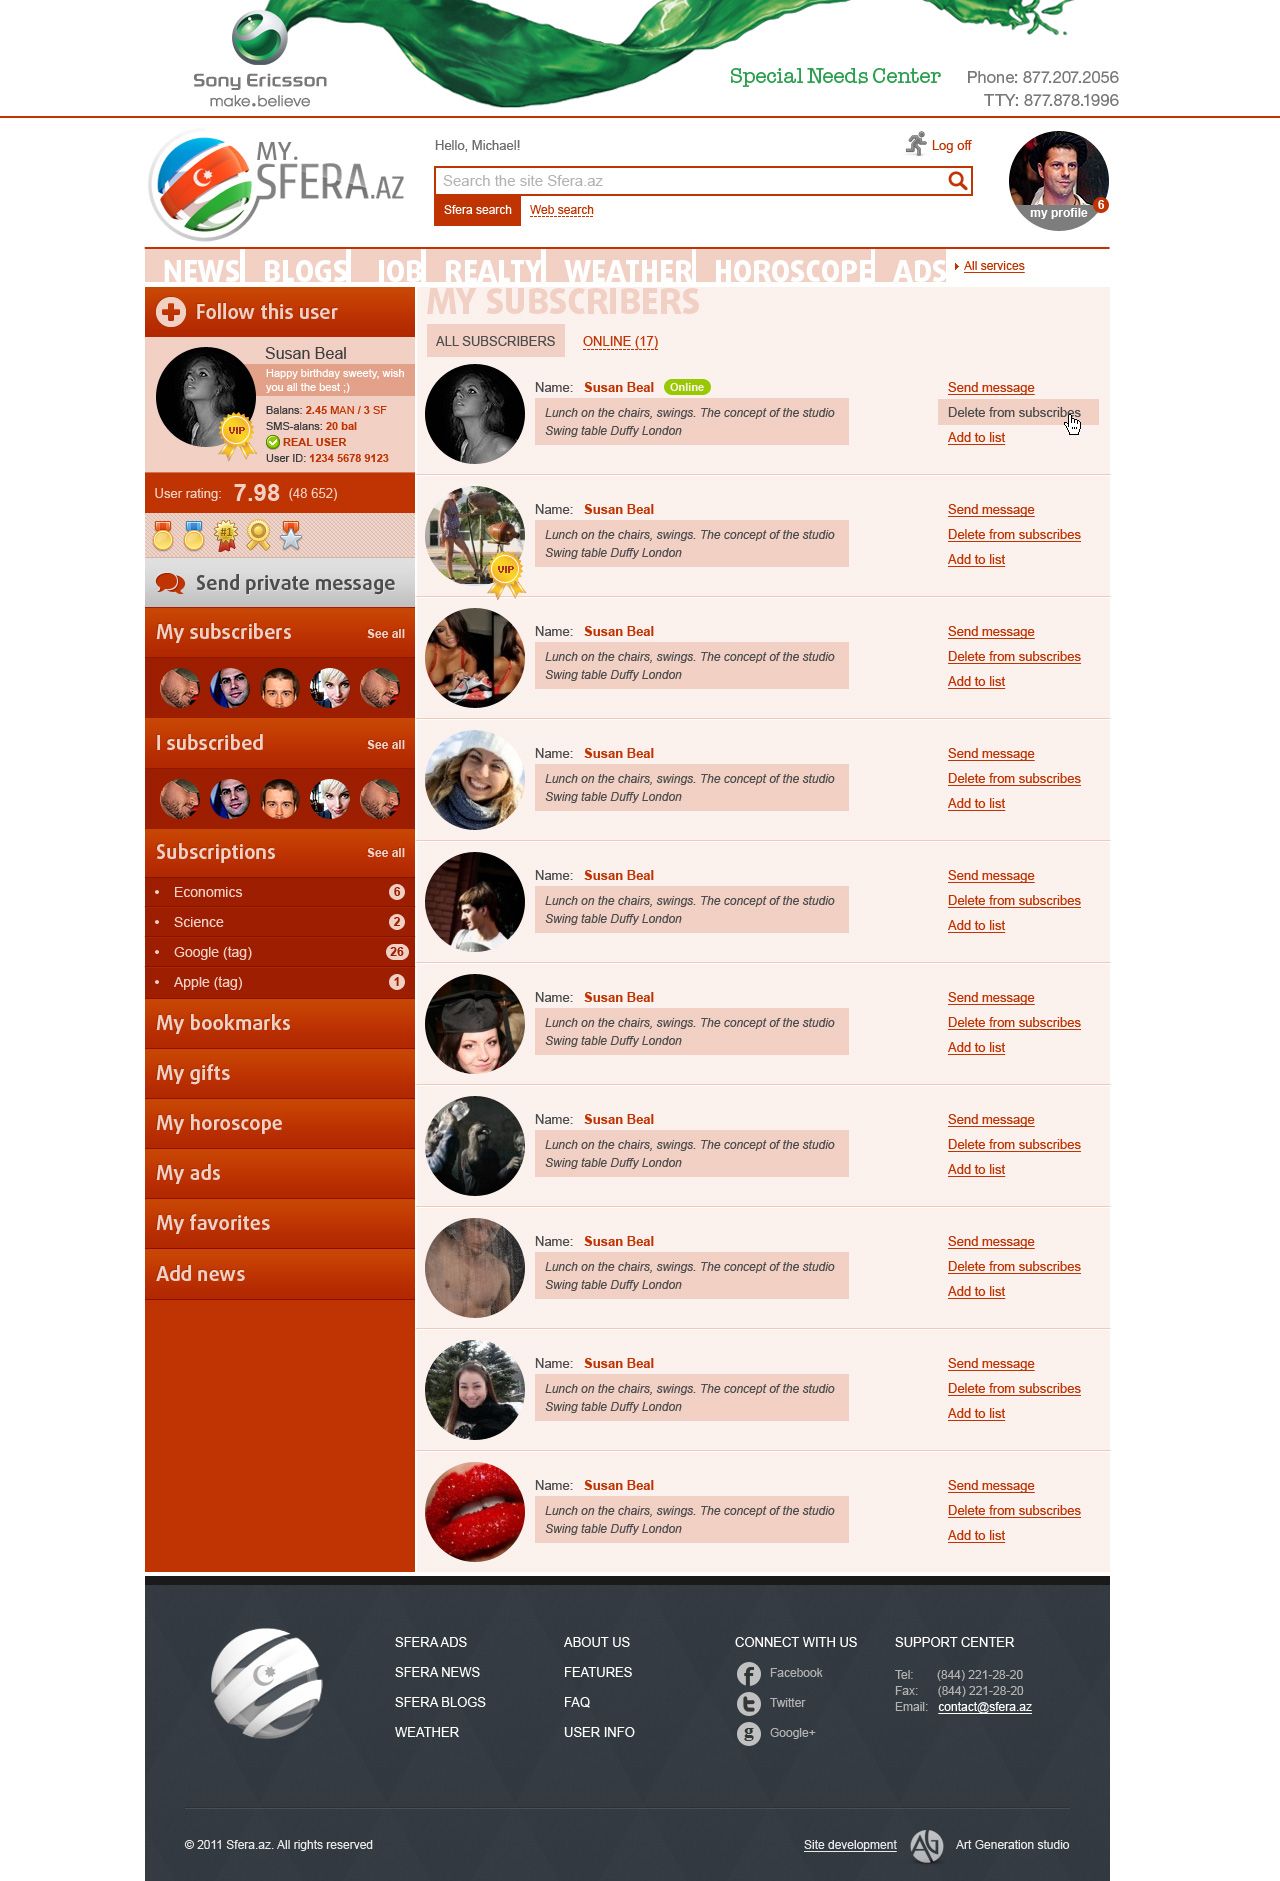 Sony Ericsson
make.believe
Special Needs Center
Phone: 877.207.2056
TTY: 877.878.1996
MY.
SFERA.AZ
Hello, Michael!
Log off
Search the site Sfera.az
Sfera search
Web search
my profile
6
NEWS BLOGS JOB REALTY WEATHER HOROSCOPE ADS
All services
Follow this user
Susan Beal
Happy birthday sweety, wish
you all the best ;)
Balans: 2.45 MAN / 3 SF
SMS-alans: 20 bal
REAL USER
User ID: 1234 5678 9123
VIP
User rating: 7.98 (48 652)
#1
Send private message
My subscribers
See all
I subscribed
See all
Subscriptions
See all
• Economics 6
• Science 2
• Google (tag) 26
• Apple (tag) 1
My bookmarks
My gifts
My horoscope
My ads
My favorites
Add news
MY SUBSCRIBERS
ALL SUBSCRIBERS
ONLINE (17)
Name: Susan Beal Online
Lunch on the chairs, swings. The concept of the studio
Swing table Duffy London
Send message
Delete from subscribes
Add to list
VIP
Name: Susan Beal
Lunch on the chairs, swings. The concept of the studio
Swing table Duffy London
Send message
Delete from subscribes
Add to list
Name: Susan Beal
Lunch on the chairs, swings. The concept of the studio
Swing table Duffy London
Send message
Delete from subscribes
Add to list
Name: Susan Beal
Lunch on the chairs, swings. The concept of the studio
Swing table Duffy London
Send message
Delete from subscribes
Add to list
Name: Susan Beal
Lunch on the chairs, swings. The concept of the studio
Swing table Duffy London
Send message
Delete from subscribes
Add to list
Name: Susan Beal
Lunch on the chairs, swings. The concept of the studio
Swing table Duffy London
Send message
Delete from subscribes
Add to list
Name: Susan Beal
Lunch on the chairs, swings. The concept of the studio
Swing table Duffy London
Send message
Delete from subscribes
Add to list
Name: Susan Beal
Lunch on the chairs, swings. The concept of the studio
Swing table Duffy London
Send message
Delete from subscribes
Add to list
Name: Susan Beal
Lunch on the chairs, swings. The concept of the studio
Swing table Duffy London
Send message
Delete from subscribes
Add to list
Name: Susan Beal
Lunch on the chairs, swings. The concept of the studio
Swing table Duffy London
Send message
Delete from subscribes
Add to list
SFERA ADS
SFERA NEWS
SFERA BLOGS
WEATHER
ABOUT US
FEATURES
FAQ
USER INFO
CONNECT WITH US
Facebook
Twitter
Google+
SUPPORT CENTER
Tel: (844) 221-28-20
Fax: (844) 221-28-20
Email: contact@sfera.az
© 2011 Sfera.az. All rights reserved
Site development
AG
Art Generation studio